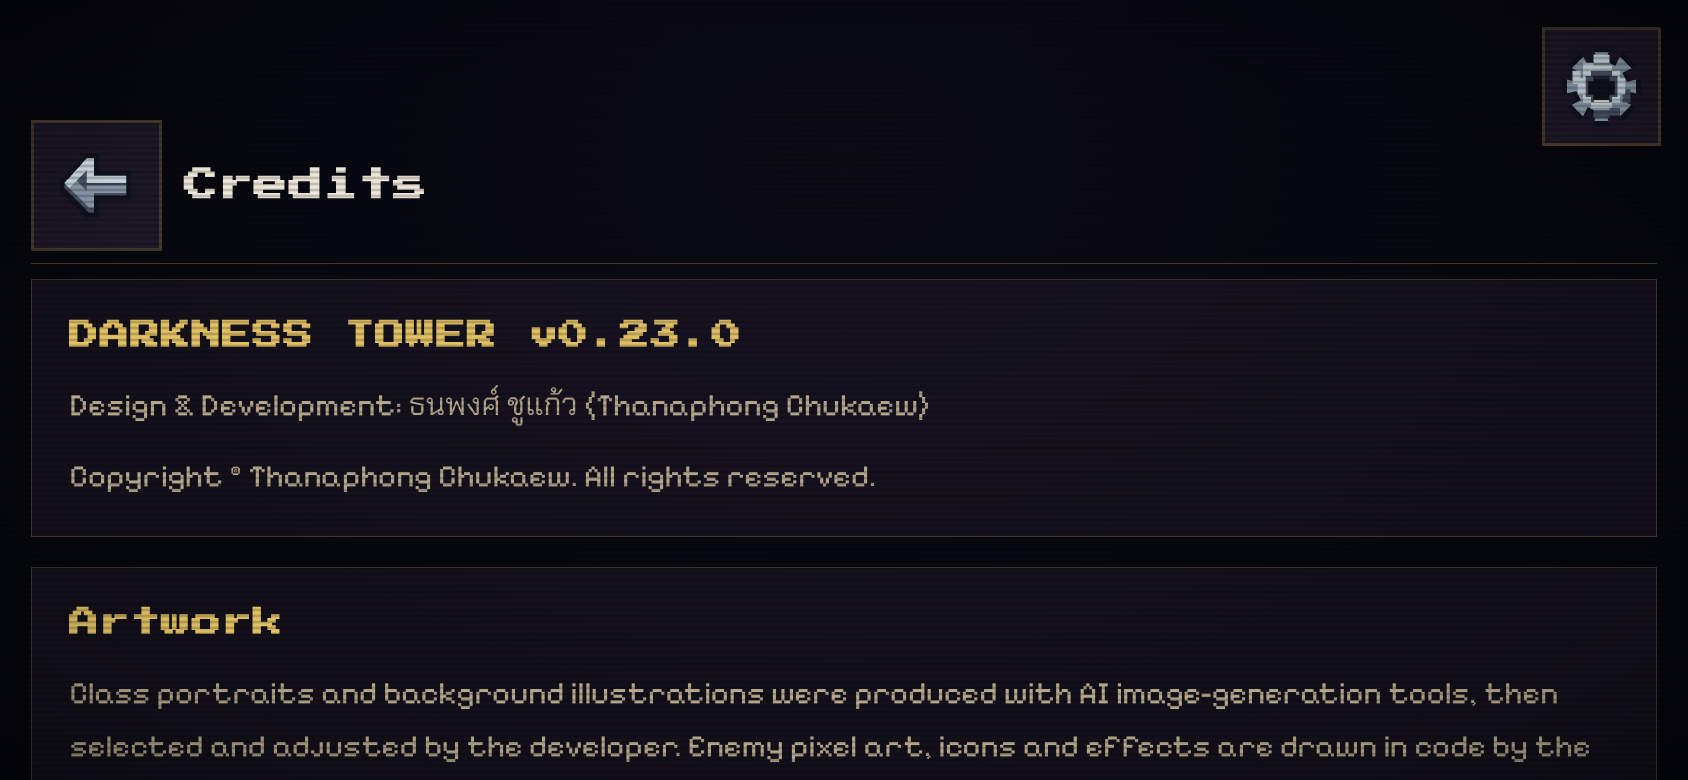 Credits
DARKNESS TOWER v0.23.0
Design & Development: ธนพงศ์ ชูแก้ว (Thanaphong Chukaew)
Copyright © Thanaphong Chukaew. All rights reserved.
Artwork
Class portraits and background illustrations were produced with AI image-generation tools, then
selected and adjusted by the developer. Enemy pixel art, icons and effects are drawn in code by the